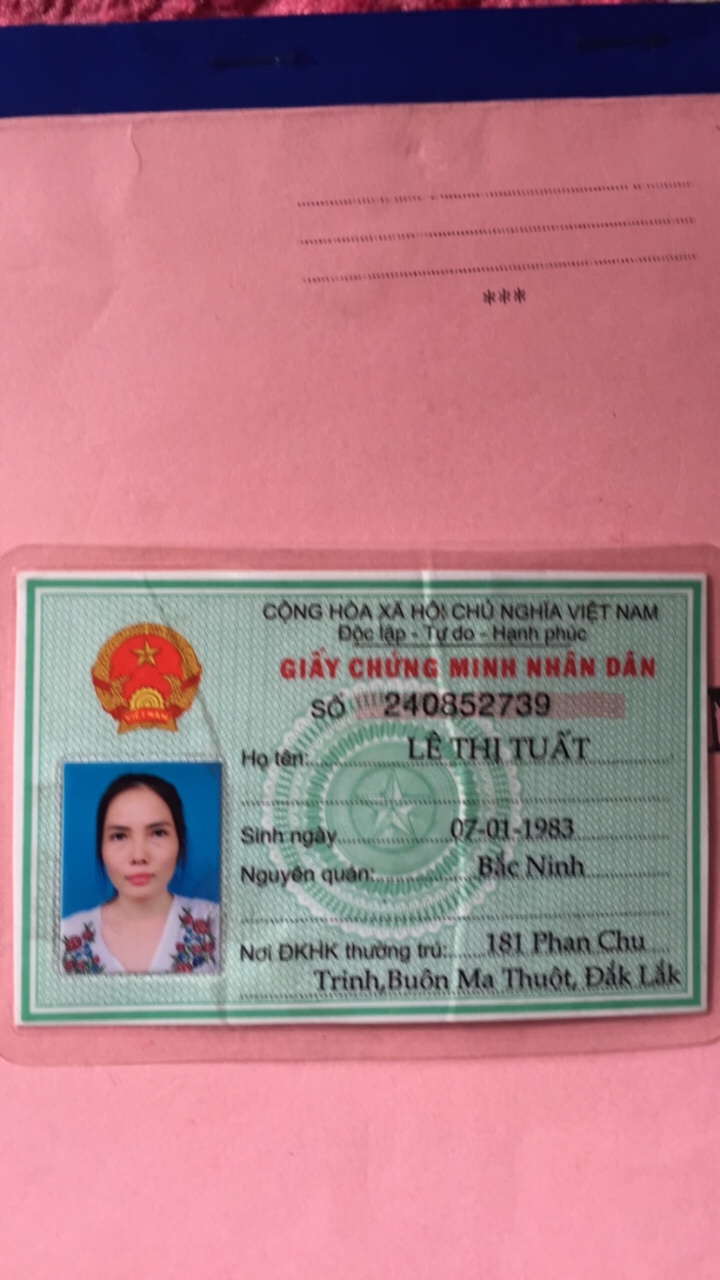 ***
CỘNG HÒA XÃ HỘI CHỦ NGHĨA VIỆT NAM
Độc lập - Tự do - Hạnh phúc
GIẤY CHỨNG MINH NHÂN DÂN
SỐ 240852739
VIỆT NAM
Họ tên: LÊ THỊ TUẤT
Sinh ngày 07-01-1983
Nguyên quán: Bắc Ninh
Nơi ĐKHK thường trú: 181 Phan Chu
Trinh,Buôn Ma Thuột, Đắk Lắk